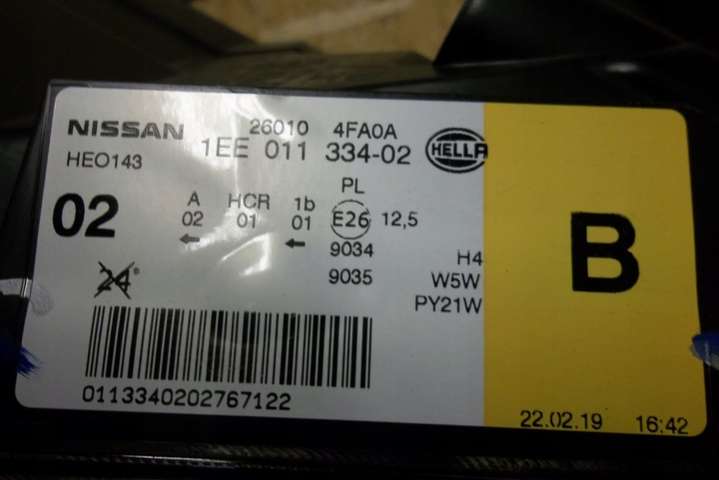 NISSAN 26010 4FA0A
HEO143 1EE 011 334-02 HELLA
PL
02 A HCR 1b E26 12,5
02 01 01
9034
9035
24
H4
W5W
PY21W
B
0113340202767122
22.02.19 16:42